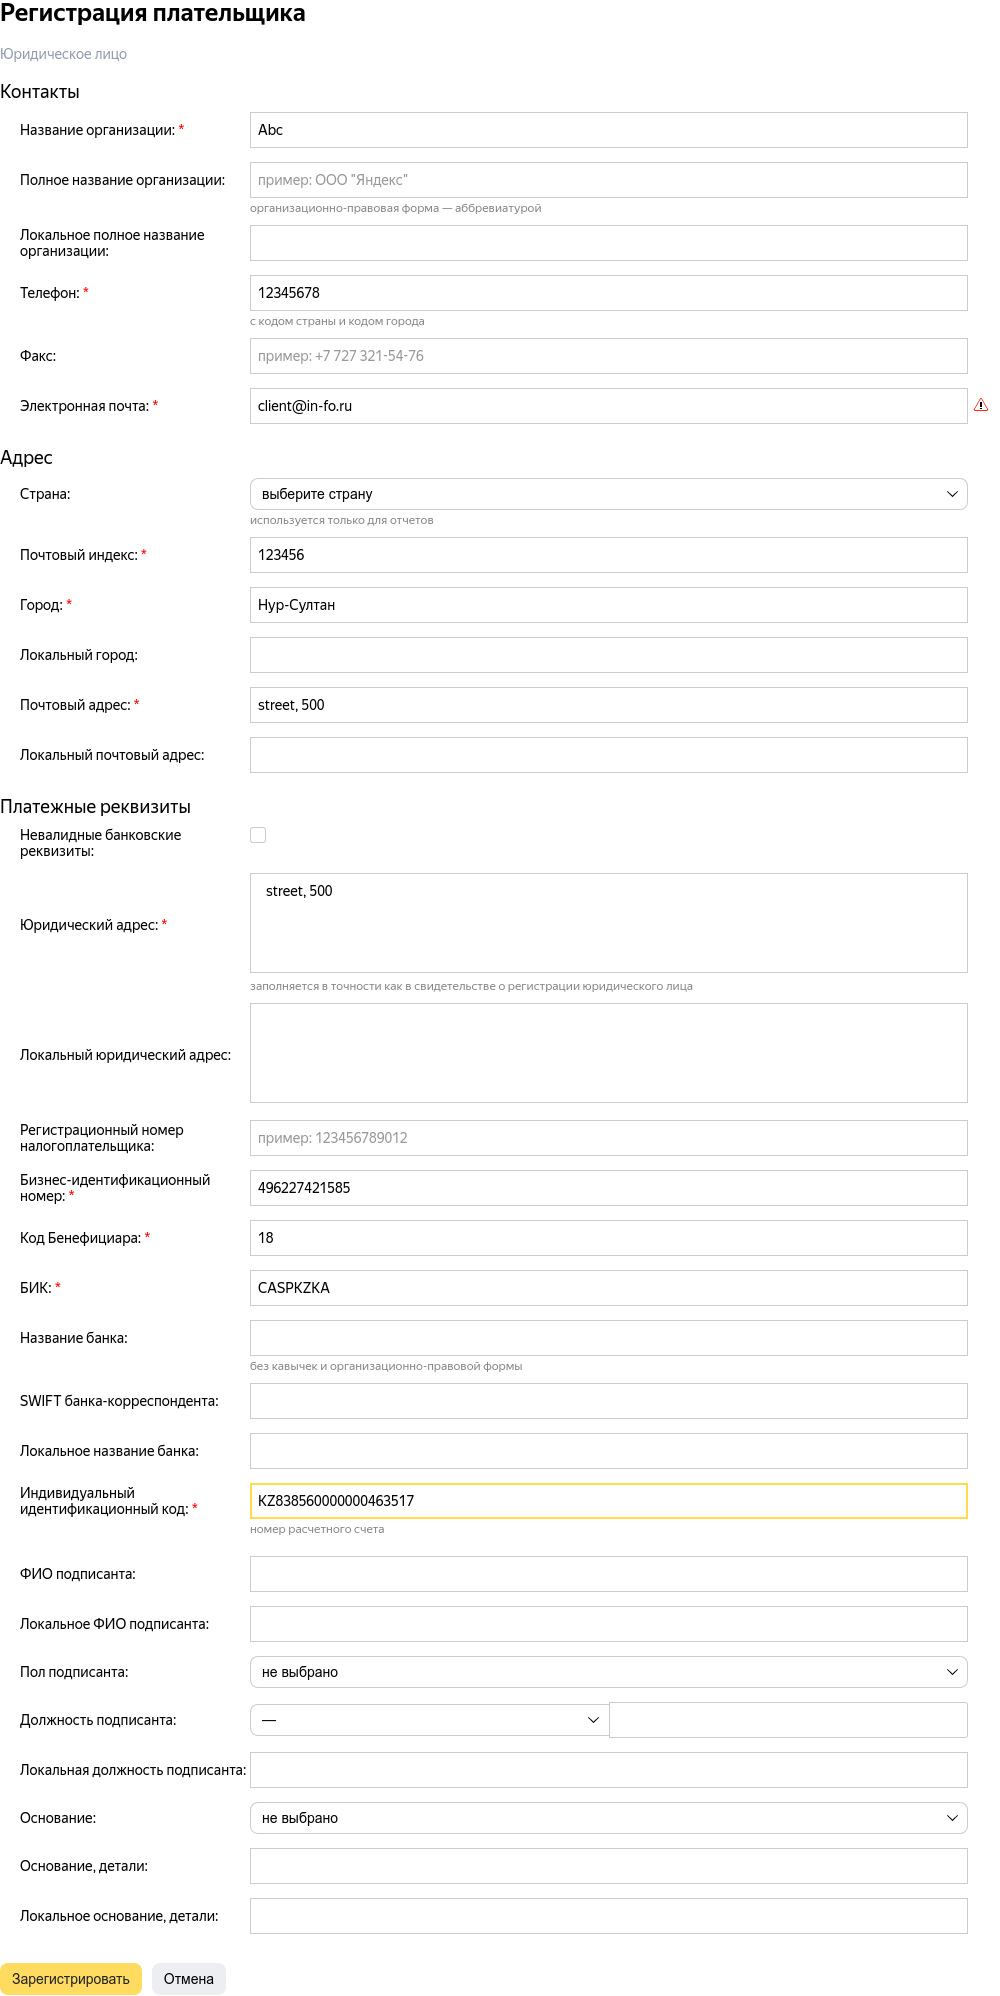 Регистрация плательщика
Юридическое лицо
Контакты
Название организации: *
Abc
Полное название организации:
пример: ООО "Яндекс"
организационно-правовая форма — аббревиатурой
Локальное полное название
организации:
Телефон: *
12345678
с кодом страны и кодом города
Факс:
пример: +7 727 321-54-76
Электронная почта: *
client@in-fo.ru
Адрес
Страна:
выберите страну
используется только для отчетов
Почтовый индекс: *
123456
Город: *
Нур-Султан
Локальный город:
Почтовый адрес: *
street, 500
Локальный почтовый адрес:
Платежные реквизиты
Невалидные банковские
реквизиты:
street, 500
Юридический адрес: *
заполняется в точности как в свидетельстве о регистрации юридического лица
Локальный юридический адрес:
Регистрационный номер
налогоплательщика:
пример: 123456789012
Бизнес-идентификационный
номер: *
496227421585
Код Бенефициара: *
18
БИК: *
CASPKZKA
Название банка:
без кавычек и организационно-правовой формы
SWIFT банка-корреспондента:
Локальное название банка:
Индивидуальный
идентификационный код: *
KZ838560000000463517
номер расчетного счета
ФИО подписанта:
Локальное ФИО подписанта:
Пол подписанта:
не выбрано
Должность подписанта:
—
Локальная должность подписанта:
Основание:
не выбрано
Основание, детали:
Локальное основание, детали:
Зарегистрировать
Отмена